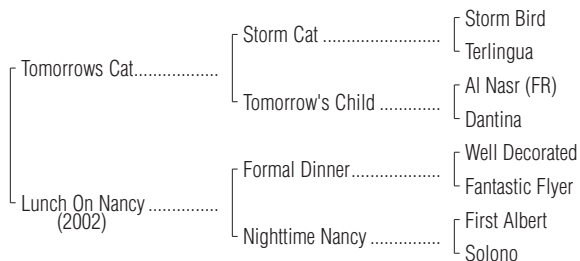 Storm Bird
Storm Cat ..........................
Terlingua
Tomorrows Cat...................
Al Nasr (FR)
Tomorrow's Child .............
Dantina
Well Decorated
Formal Dinner....................
Fantastic Flyer
Lunch On Nancy ...............
(2002)
First Albert
Nighttime Nancy ...............
Solono